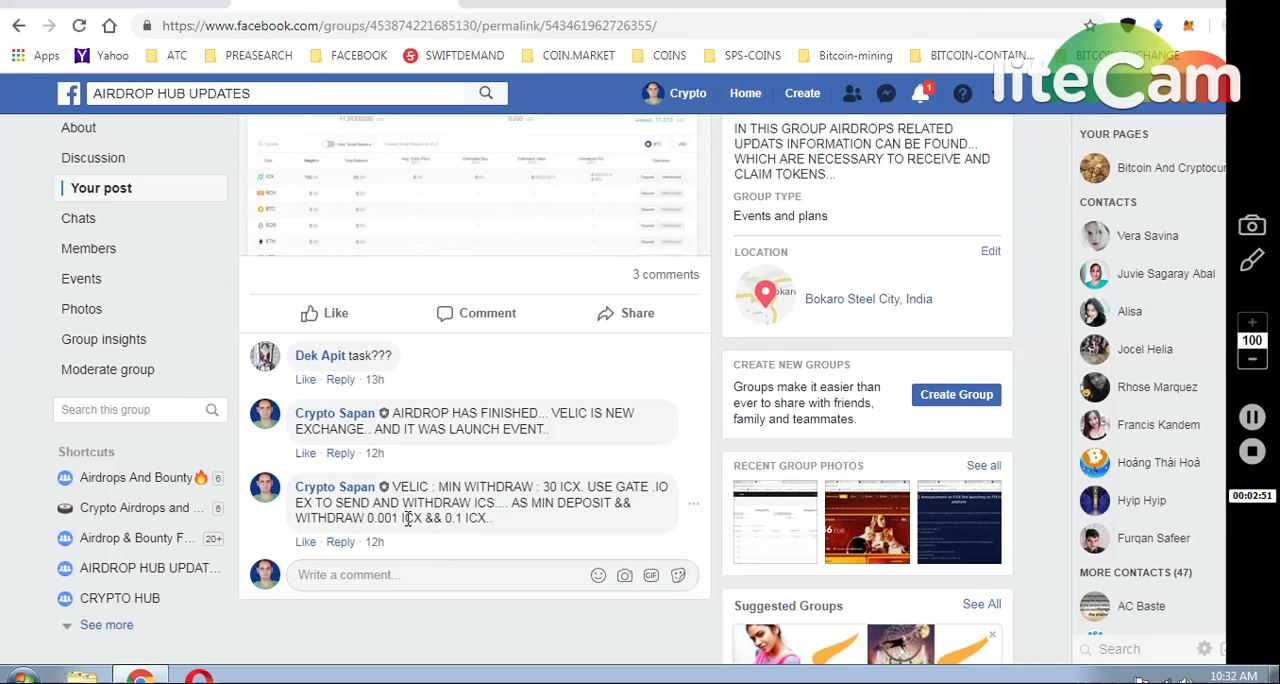 https://www.facebook.com/groups/453874221685130/permalink/543461962726355/
Apps
Yahoo
ATC
PREASEARCH
FACEBOOK
SWIFTDEMAND
COIN.MARKET
COINS
SPS-COINS
Bitcoin-mining
BITCOIN-CONTAIN...
liteCam
AIRDROP HUB UPDATES
Crypto
Home
Create
1
About
Discussion
Your post
Chats
Members
Events
Photos
Group insights
Moderate group
Search this group
Shortcuts
Airdrops And Bounty🔥 6
Crypto Airdrops and ... 6
Airdrop & Bounty F... 20+
AIRDROP HUB UPDAT...
CRYPTO HUB
See more
ICX
BCH
BTC
EOS
ETH
3 comments
Like
Comment
Share
Dek Apit task???
Like · Reply · 13h
Crypto Sapan AIRDROP HAS FINISHED... VELIC IS NEW
EXCHANGE.. AND IT WAS LAUNCH EVENT..
Like · Reply · 12h
Crypto Sapan VELIC : MIN WITHDRAW : 30 ICX. USE GATE .IO
EX TO SEND AND WITHDRAW ICS.... AS MIN DEPOSIT &&
WITHDRAW 0.001 ICX && 0.1 ICX..
Like · Reply · 12h
Write a comment...
GIF
IN THIS GROUP AIRDROPS RELATED
UPDATS INFORMATION CAN BE FOUND...
WHICH ARE NECESSARY TO RECEIVE AND
CLAIM TOKENS...
GROUP TYPE
Events and plans
LOCATION
Edit
Bokaro Steel City, India
CREATE NEW GROUPS
Groups make it easier than
ever to share with friends,
family and teammates.
Create Group
RECENT GROUP PHOTOS
See all
Suggested Groups
See All
YOUR PAGES
Bitcoin And Cryptocu
CONTACTS
Vera Savina
Juvie Sagaray Abal
Alisa
Jocel Helia
Rhose Marquez
Francis Kandem
Hoàng Thái Hoà
Hyip Hyip
Furqan Safeer
MORE CONTACTS (47)
AC Baste
Search
100
00:02:51
10:32 AM